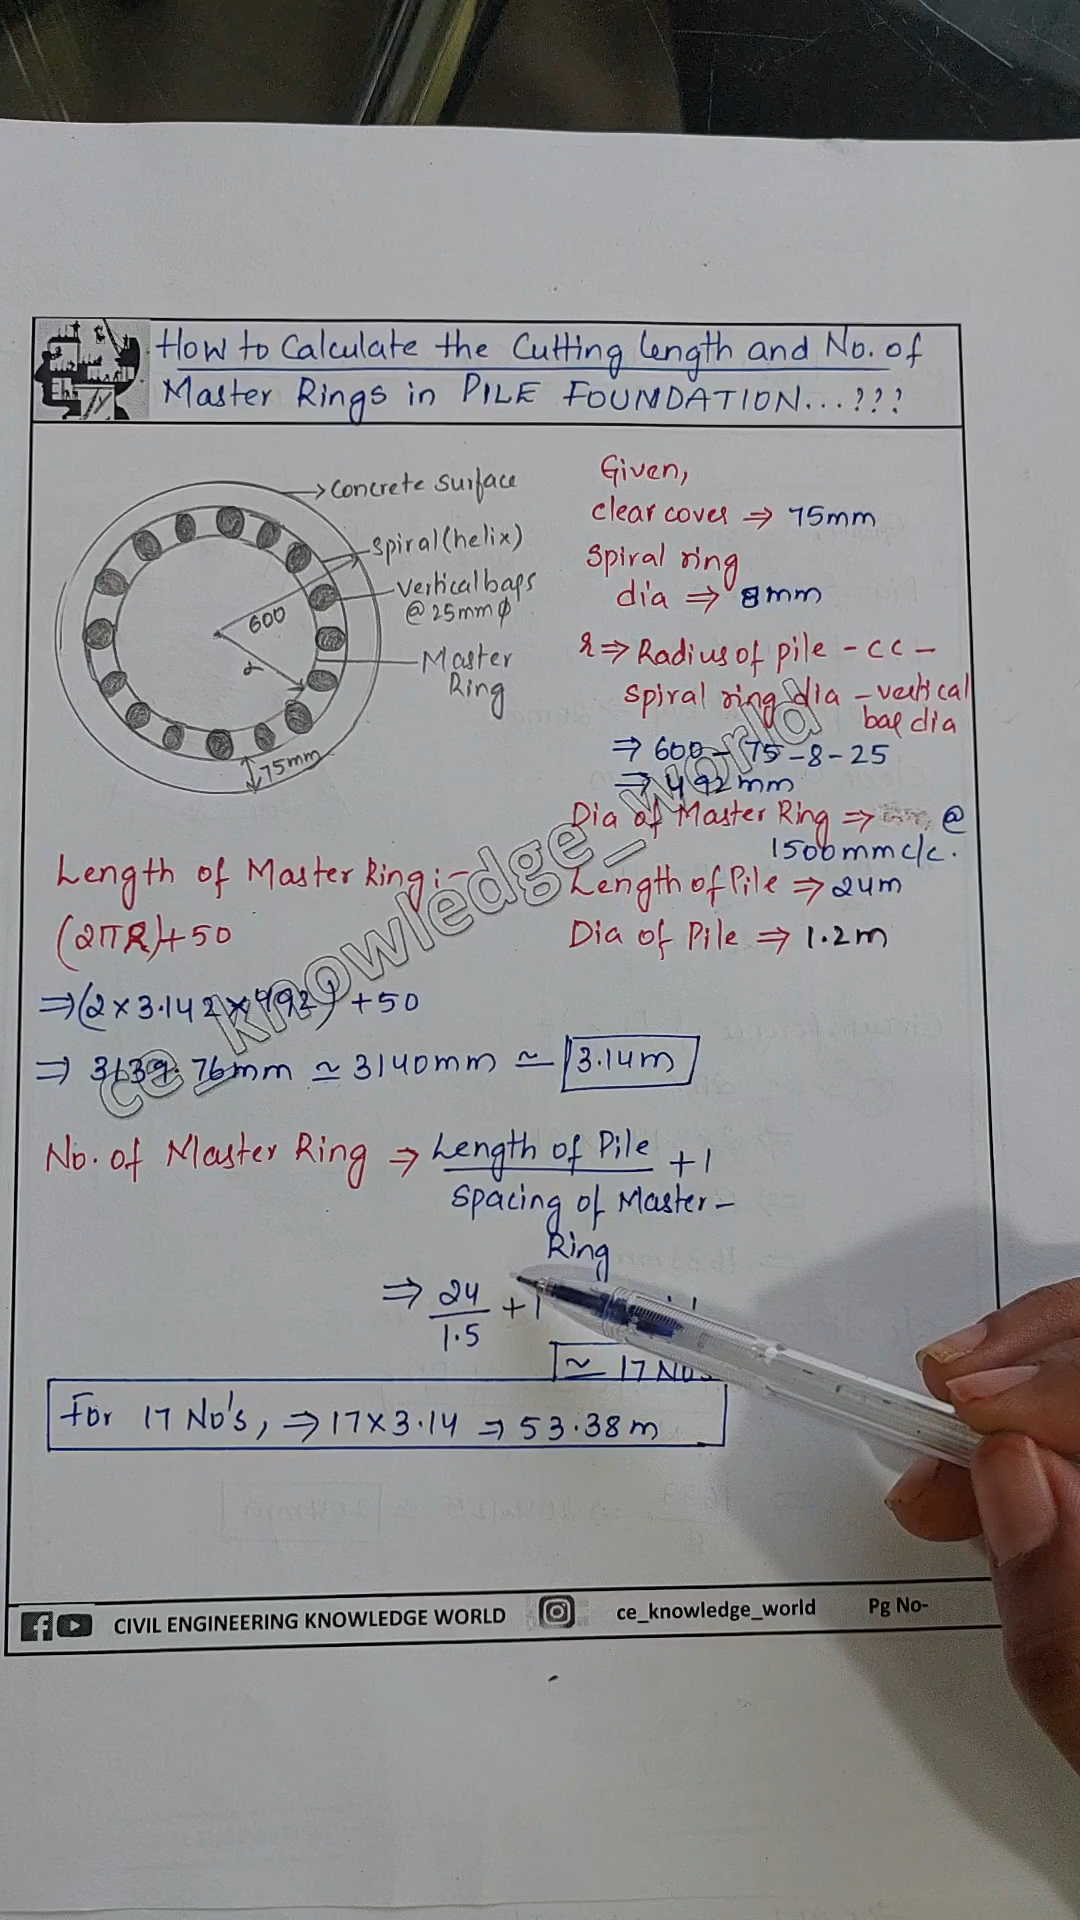 How to Calculate the Cutting length and No. of
Master Rings in PILE FOUNDATION...???
Concrete surface
Spiral (helix)
Vertical bars
@ 25mmϕ
Master
Ring
600
r
75mm
Given,
clear cover ⇒ 75mm
Spiral ring
dia ⇒ 8mm
r ⇒ Radius of pile - CC -
spiral ring dia - vertical
bar dia
⇒ 600 - 75 - 8 - 25
⇒ 492mm
Dia of Master Ring ⇒ @
1500mm c/c.
Length of Pile ⇒ 24m
Dia of Pile ⇒ 1.2m
Length of Master Ring:-
(2πR)+50
⇒ (2 x 3.142 x 492) + 50
⇒ 3139.76mm ≃ 3140mm ≃ 3.14m
No. of Master Ring ⇒ Length of Pile + 1
Spacing of Master-
Ring
⇒ 24 + 1
1.5
≃ 17 No's
For 17 No's, ⇒ 17 x 3.14 ⇒ 53.38m
ce_knowledge_world
CIVIL ENGINEERING KNOWLEDGE WORLD ce_knowledge_world Pg No-